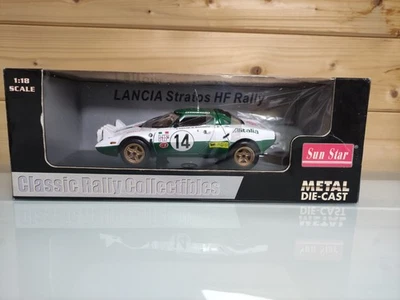 1:18
SCALE
LANCIA Stratos HF Rally
14
Alitalia
Sun Star
Classic Rally Collectibles
METAL
DIE-CAST